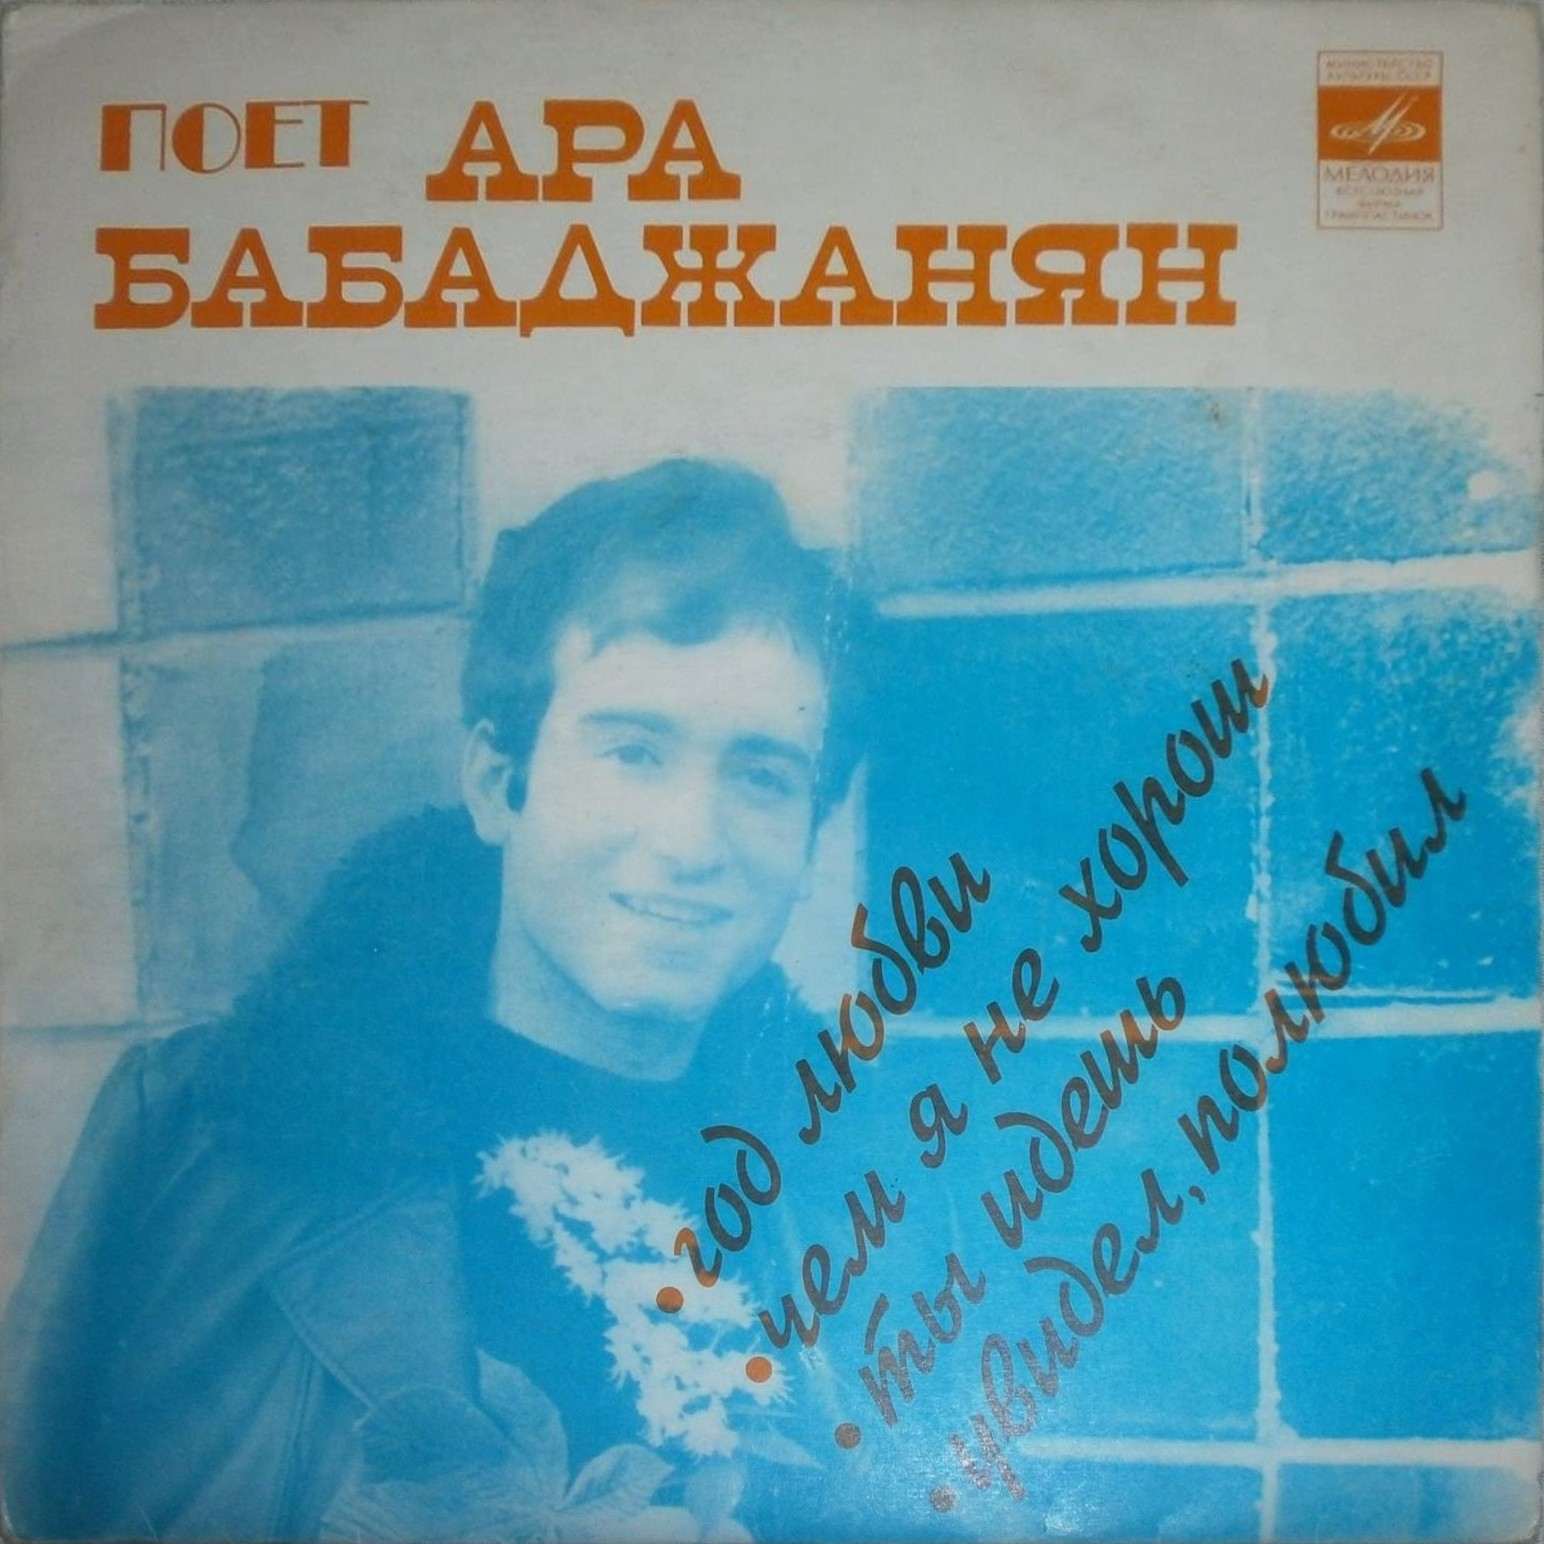 ПОЕТ АРА
БАБАДЖАНЯН
МИНИСТЕРСТВО
КУЛЬТУРЫ СССР
МЕЛОДИЯ
ВСЕСОЮЗНАЯ
ФИРМА
ГРАМПЛАСТИНОК
• год любви
• чем я не хорош
• ты идешь
• увидел, полюбил